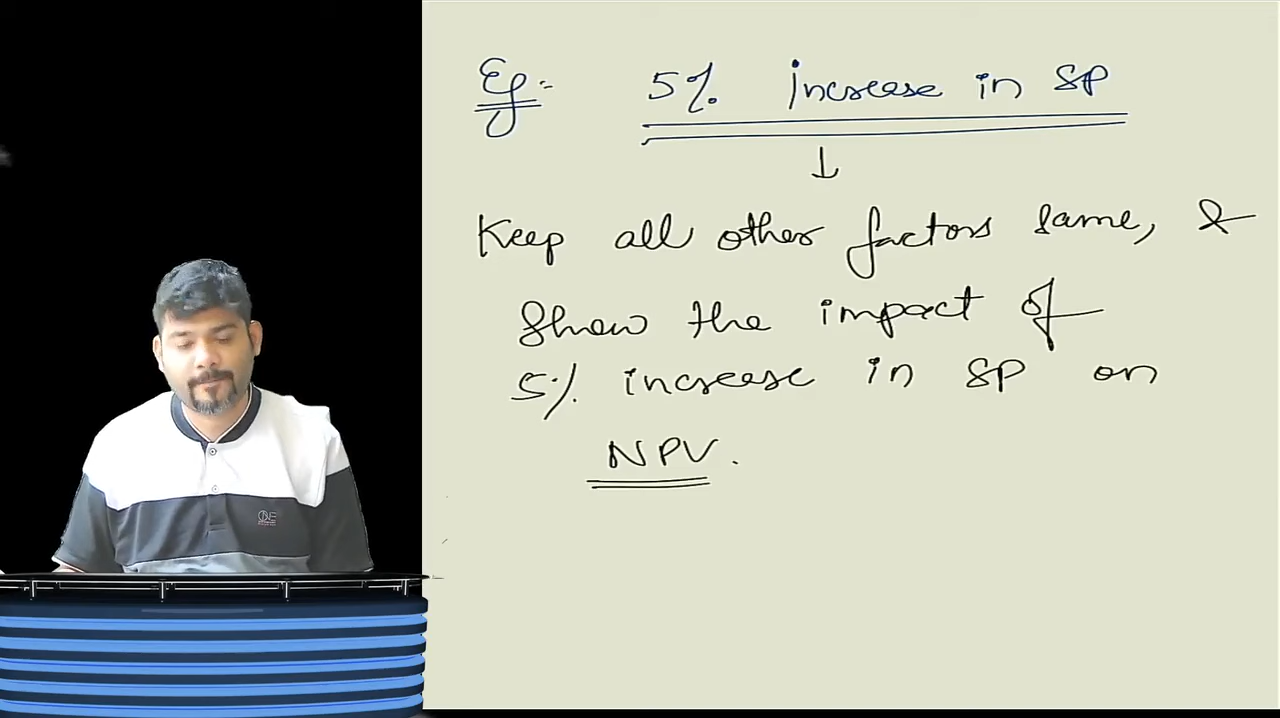 Eg:- 5% increase in SP
↓
Keep all other factors same, &
Show the impact of
5% increase in SP on
NPV.